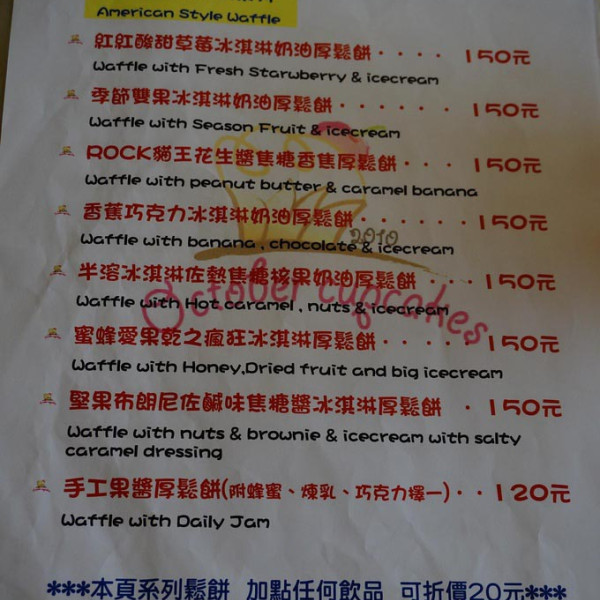 American Style Waffle
紅紅酸甜草莓冰淇淋奶油厚鬆餅・・・・ 150元
Waffle with Fresh Starwberry & icecream
季節雙果冰淇淋奶油厚鬆餅・・・・・・ 150元
Waffle with Season Fruit & icecream
ROCK貓王花生醬焦糖香焦厚鬆餅・・・ 150元
Waffle with peanut butter & caramel banana
香蕉巧克力冰淇淋奶油厚鬆餅・・・・・・150元
Waffle with banana , chocolate & icecream
2010
半溶冰淇淋佐熱焦糖核果奶油厚鬆餅 ・・・150元
Waffle with Hot caramel , nuts & icecream
October cupcakes
蜜蜂愛果乾之瘋狂冰淇淋厚鬆餅・・・・・150元
Waffle with Honey,Dried fruit and big icecream
堅果布朗尼佐鹹味焦糖醬冰淇淋厚鬆餅 ・150元
Waffle with nuts & brownie & icecream with salty
caramel dressing
手工果醬厚鬆餅(附蜂蜜、煉乳、巧克力擇一)・・120元
Waffle with Daily Jam
***本頁系列鬆餅 加點任何飲品 可折價20元***